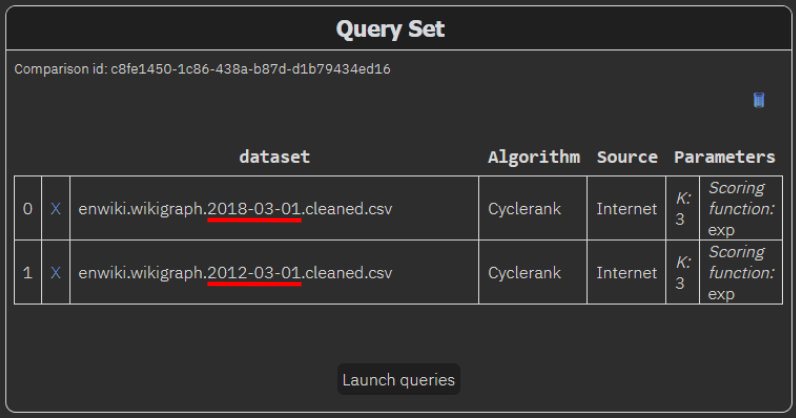 Query Set
Comparison id: c8fe1450-1c86-438a-b87d-d1b79434ed16
dataset Algorithm Source Parameters
0 X enwiki.wikigraph.2018-03-01.cleaned.csv Cyclerank Internet K: 3 Scoring function: exp
1 X enwiki.wikigraph.2012-03-01.cleaned.csv Cyclerank Internet K: 3 Scoring function: exp
Launch queries